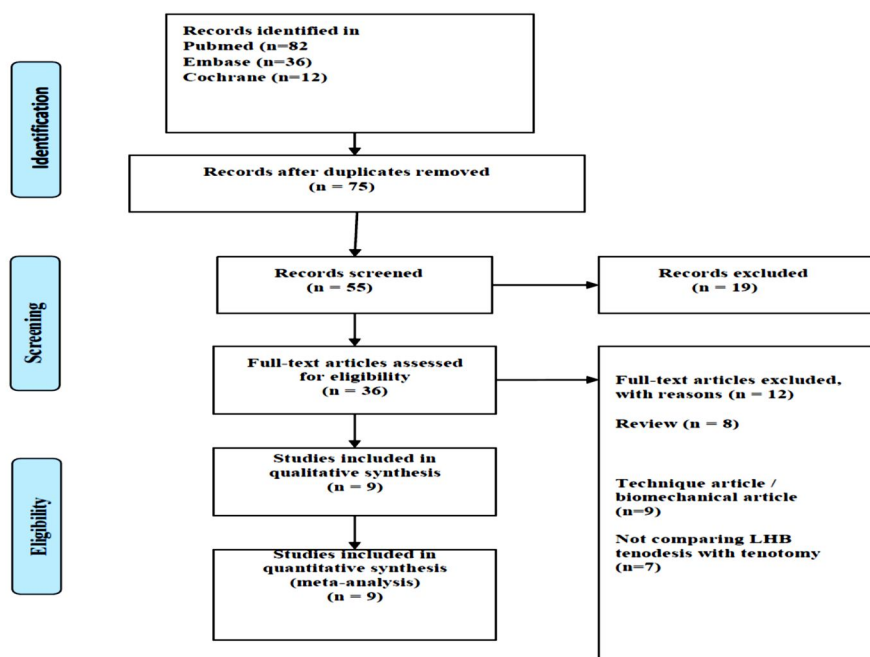 Records identified in
Pubmed (n=82
Embase (n=36)
Cochrane (n=12)
Identification
Records after duplicates removed
(n = 75)
Screening
Records screened
(n = 55)
Records excluded
(n = 19)
Full-text articles assessed
for eligibility
(n = 36)
Full-text articles excluded,
with reasons (n = 12)
Review (n = 8)
Technique article /
biomechanical article
(n=9)
Not comparing LHB
tenodesis with tenotomy
(n=7)
Eligibility
Studies included in
qualitative synthesis
(n = 9)
Studies included in
quantitative synthesis
(meta-analysis)
(n = 9)